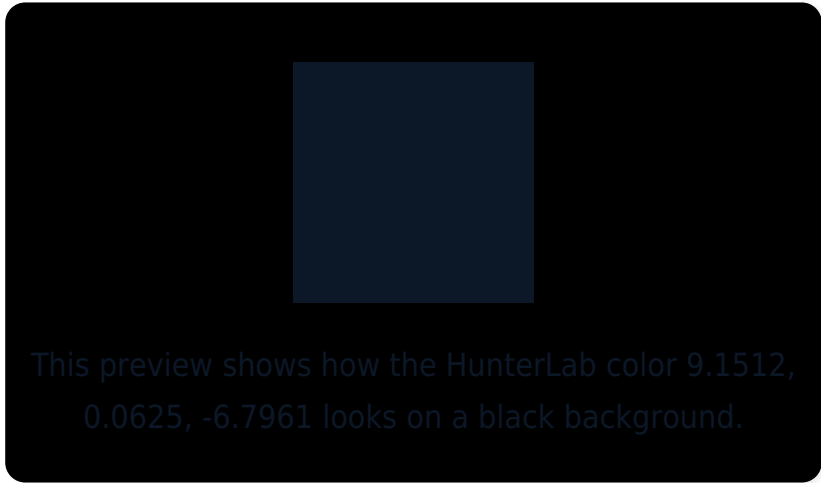 This preview shows how the HunterLab color 9.1512,
0.0625, -6.7961 looks on a black background.